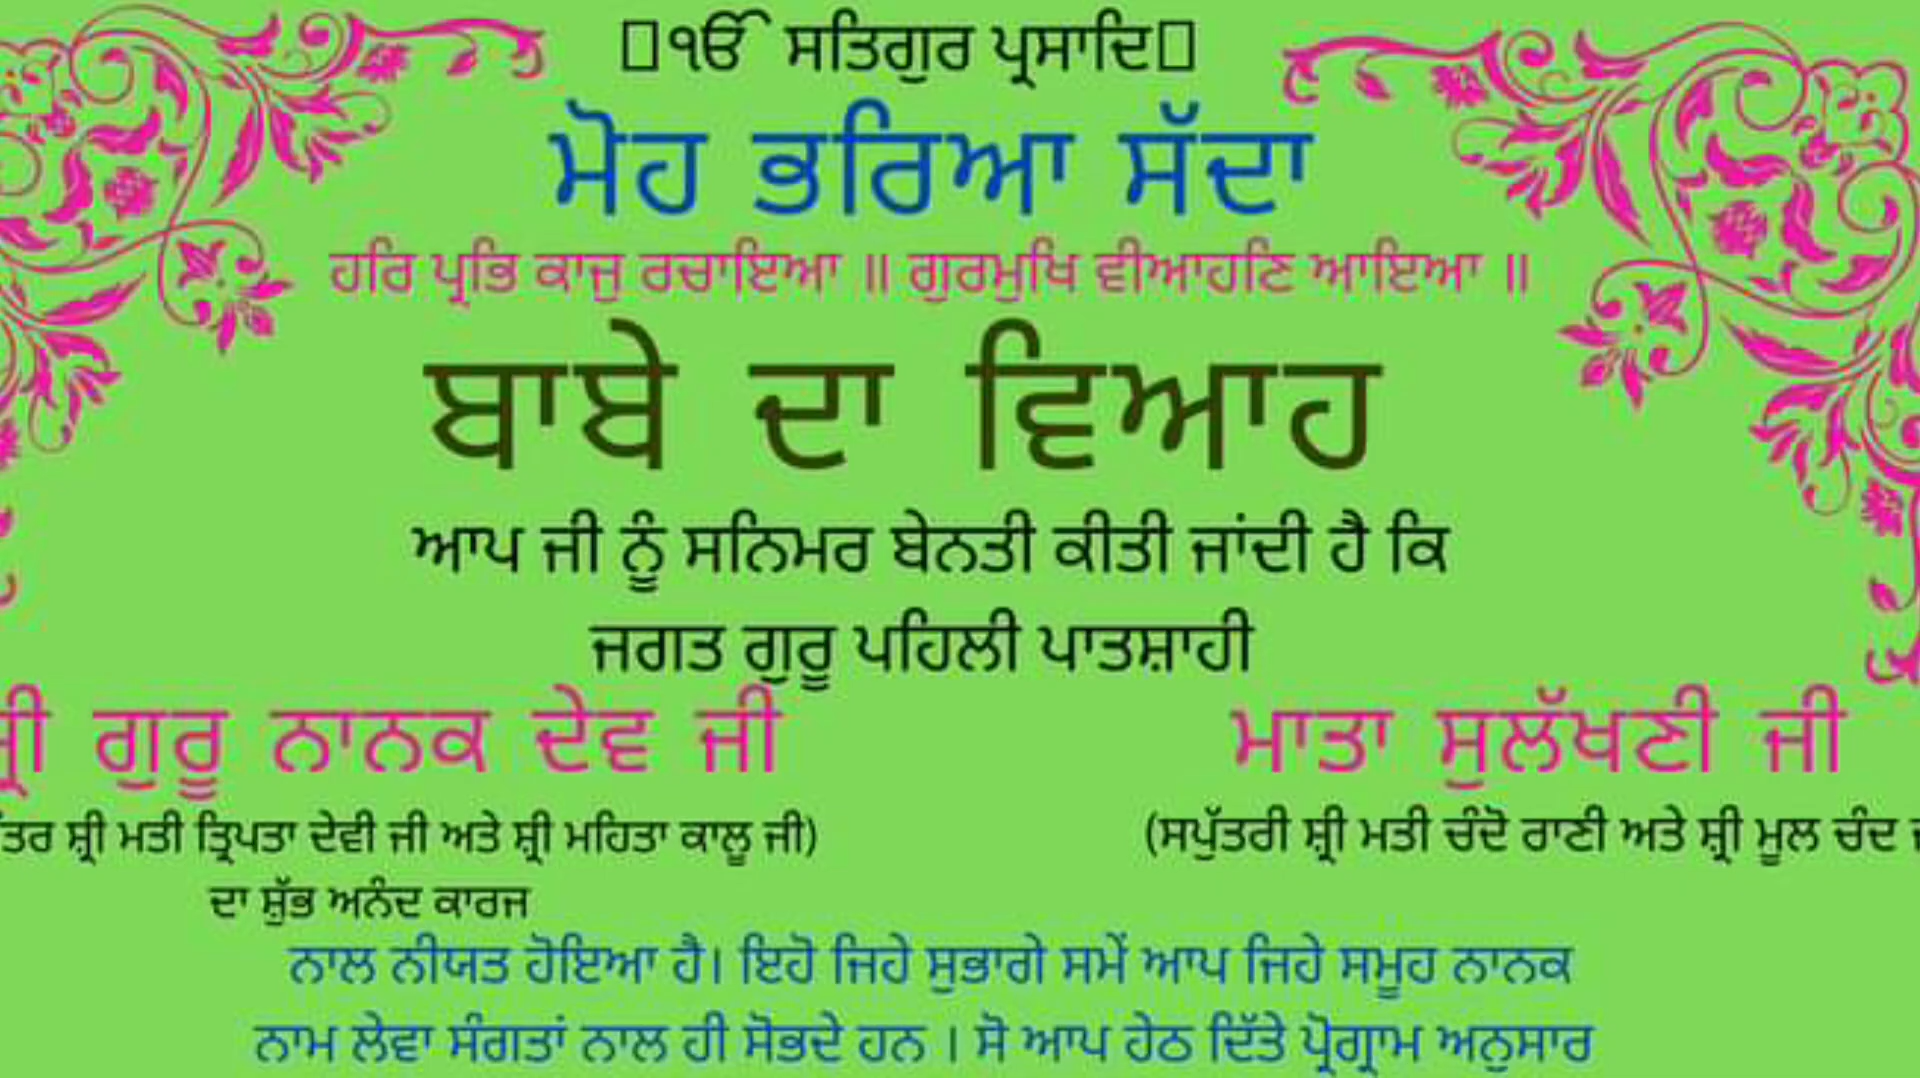 ੴ ਸਤਿਗੁਰ ਪ੍ਰਸਾਦਿ
ਮੋਹ ਭਰਿਆ ਸੱਦਾ
ਹਰਿ ਪ੍ਰਭਿ ਕਾਜੁ ਰਚਾਇਆ ॥ ਗੁਰਮੁਖਿ ਵੀਆਹਣਿ ਆਇਆ ॥
ਬਾਬੇ ਦਾ ਵਿਆਹ
ਆਪ ਜੀ ਨੂੰ ਸਨਿਮਰ ਬੇਨਤੀ ਕੀਤੀ ਜਾਂਦੀ ਹੈ ਕਿ
ਜਗਤ ਗੁਰੂ ਪਹਿਲੀ ਪਾਤਸ਼ਾਹੀ
ਗੁਰੂ ਨਾਨਕ ਦੇਵ ਜੀ
ਮਾਤਾ ਸੁਲੱਖਣੀ ਜੀ
ਸ਼੍ਰੀ ਮਤੀ ਤ੍ਰਿਪਤਾ ਦੇਵੀ ਜੀ ਅਤੇ ਸ਼੍ਰੀ ਮਹਿਤਾ ਕਾਲੂ ਜੀ)
(ਸਪੁੱਤਰੀ ਸ਼੍ਰੀ ਮਤੀ ਚੰਦੋ ਰਾਣੀ ਅਤੇ ਸ਼੍ਰੀ ਮੂਲ ਚੰਦ
ਦਾ ਸ਼ੁੱਭ ਅਨੰਦ ਕਾਰਜ
ਨਾਲ ਨੀਯਤ ਹੋਇਆ ਹੈ। ਇਹੋ ਜਿਹੇ ਸੁਭਾਗੇ ਸਮੇਂ ਆਪ ਜਿਹੇ ਸਮੂਹ ਨਾਨਕ
ਨਾਮ ਲੇਵਾ ਸੰਗਤਾਂ ਨਾਲ ਹੀ ਸੋਭਦੇ ਹਨ । ਸੋ ਆਪ ਹੇਠ ਦਿੱਤੇ ਪ੍ਰੋਗ੍ਰਾਮ ਅਨੁਸਾਰ